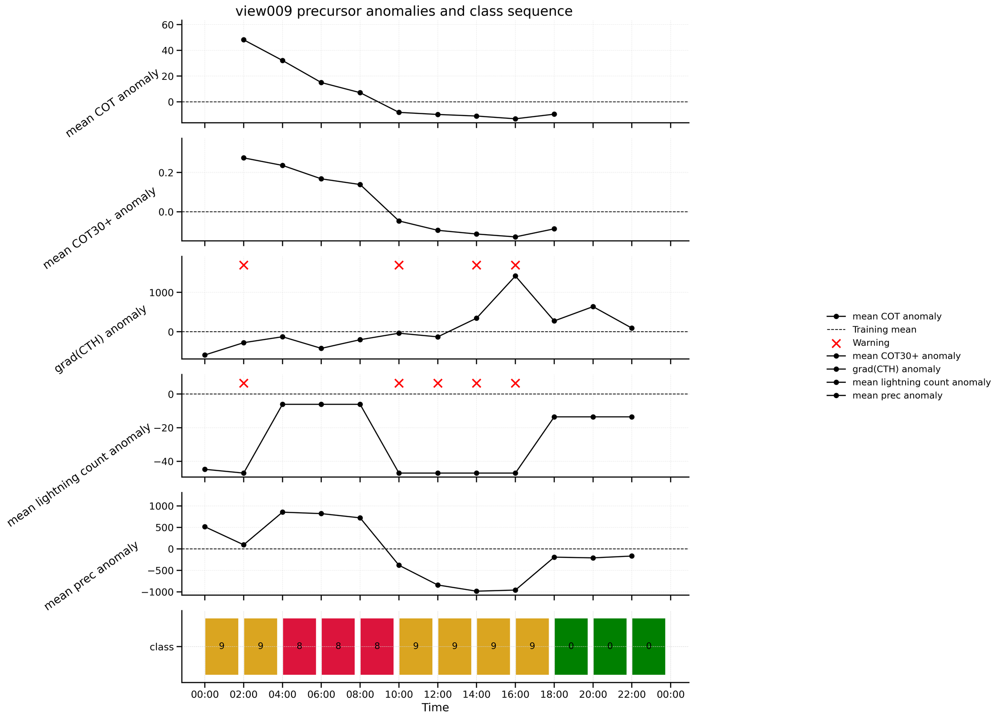 view009 precursor anomalies and class sequence
60
40
20
0
mean COT anomaly
0.2
0.0
mean COT30+ anomaly
1000
0
grad(CTH) anomaly
0
−20
−40
mean lightning count anomaly
1000
500
0
−500
−1000
mean prec anomaly
class
9 9 8 8 8 9 9 9 9 0 0 0
00:00 02:00 04:00 06:00 08:00 10:00 12:00 14:00 16:00 18:00 20:00 22:00 00:00
Time
mean COT anomaly
Training mean
Warning
mean COT30+ anomaly
grad(CTH) anomaly
mean lightning count anomaly
mean prec anomaly